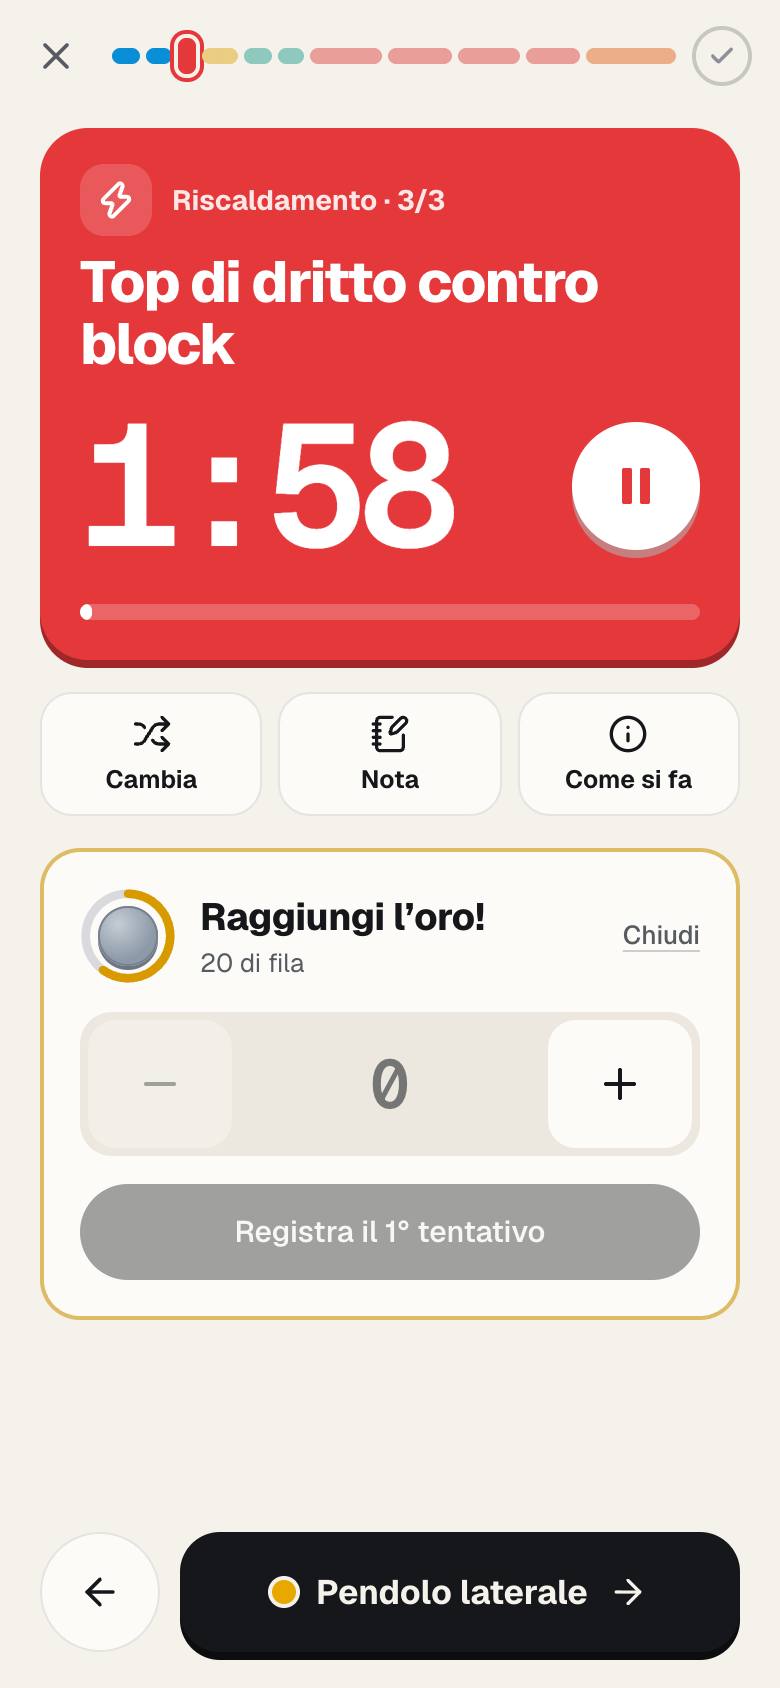 Riscaldamento · 3/3
Top di dritto contro
block
1:58
Cambia
Nota
Come si fa
Raggiungi l’oro!
20 di fila
Chiudi
0
Registra il 1° tentativo
Pendolo laterale